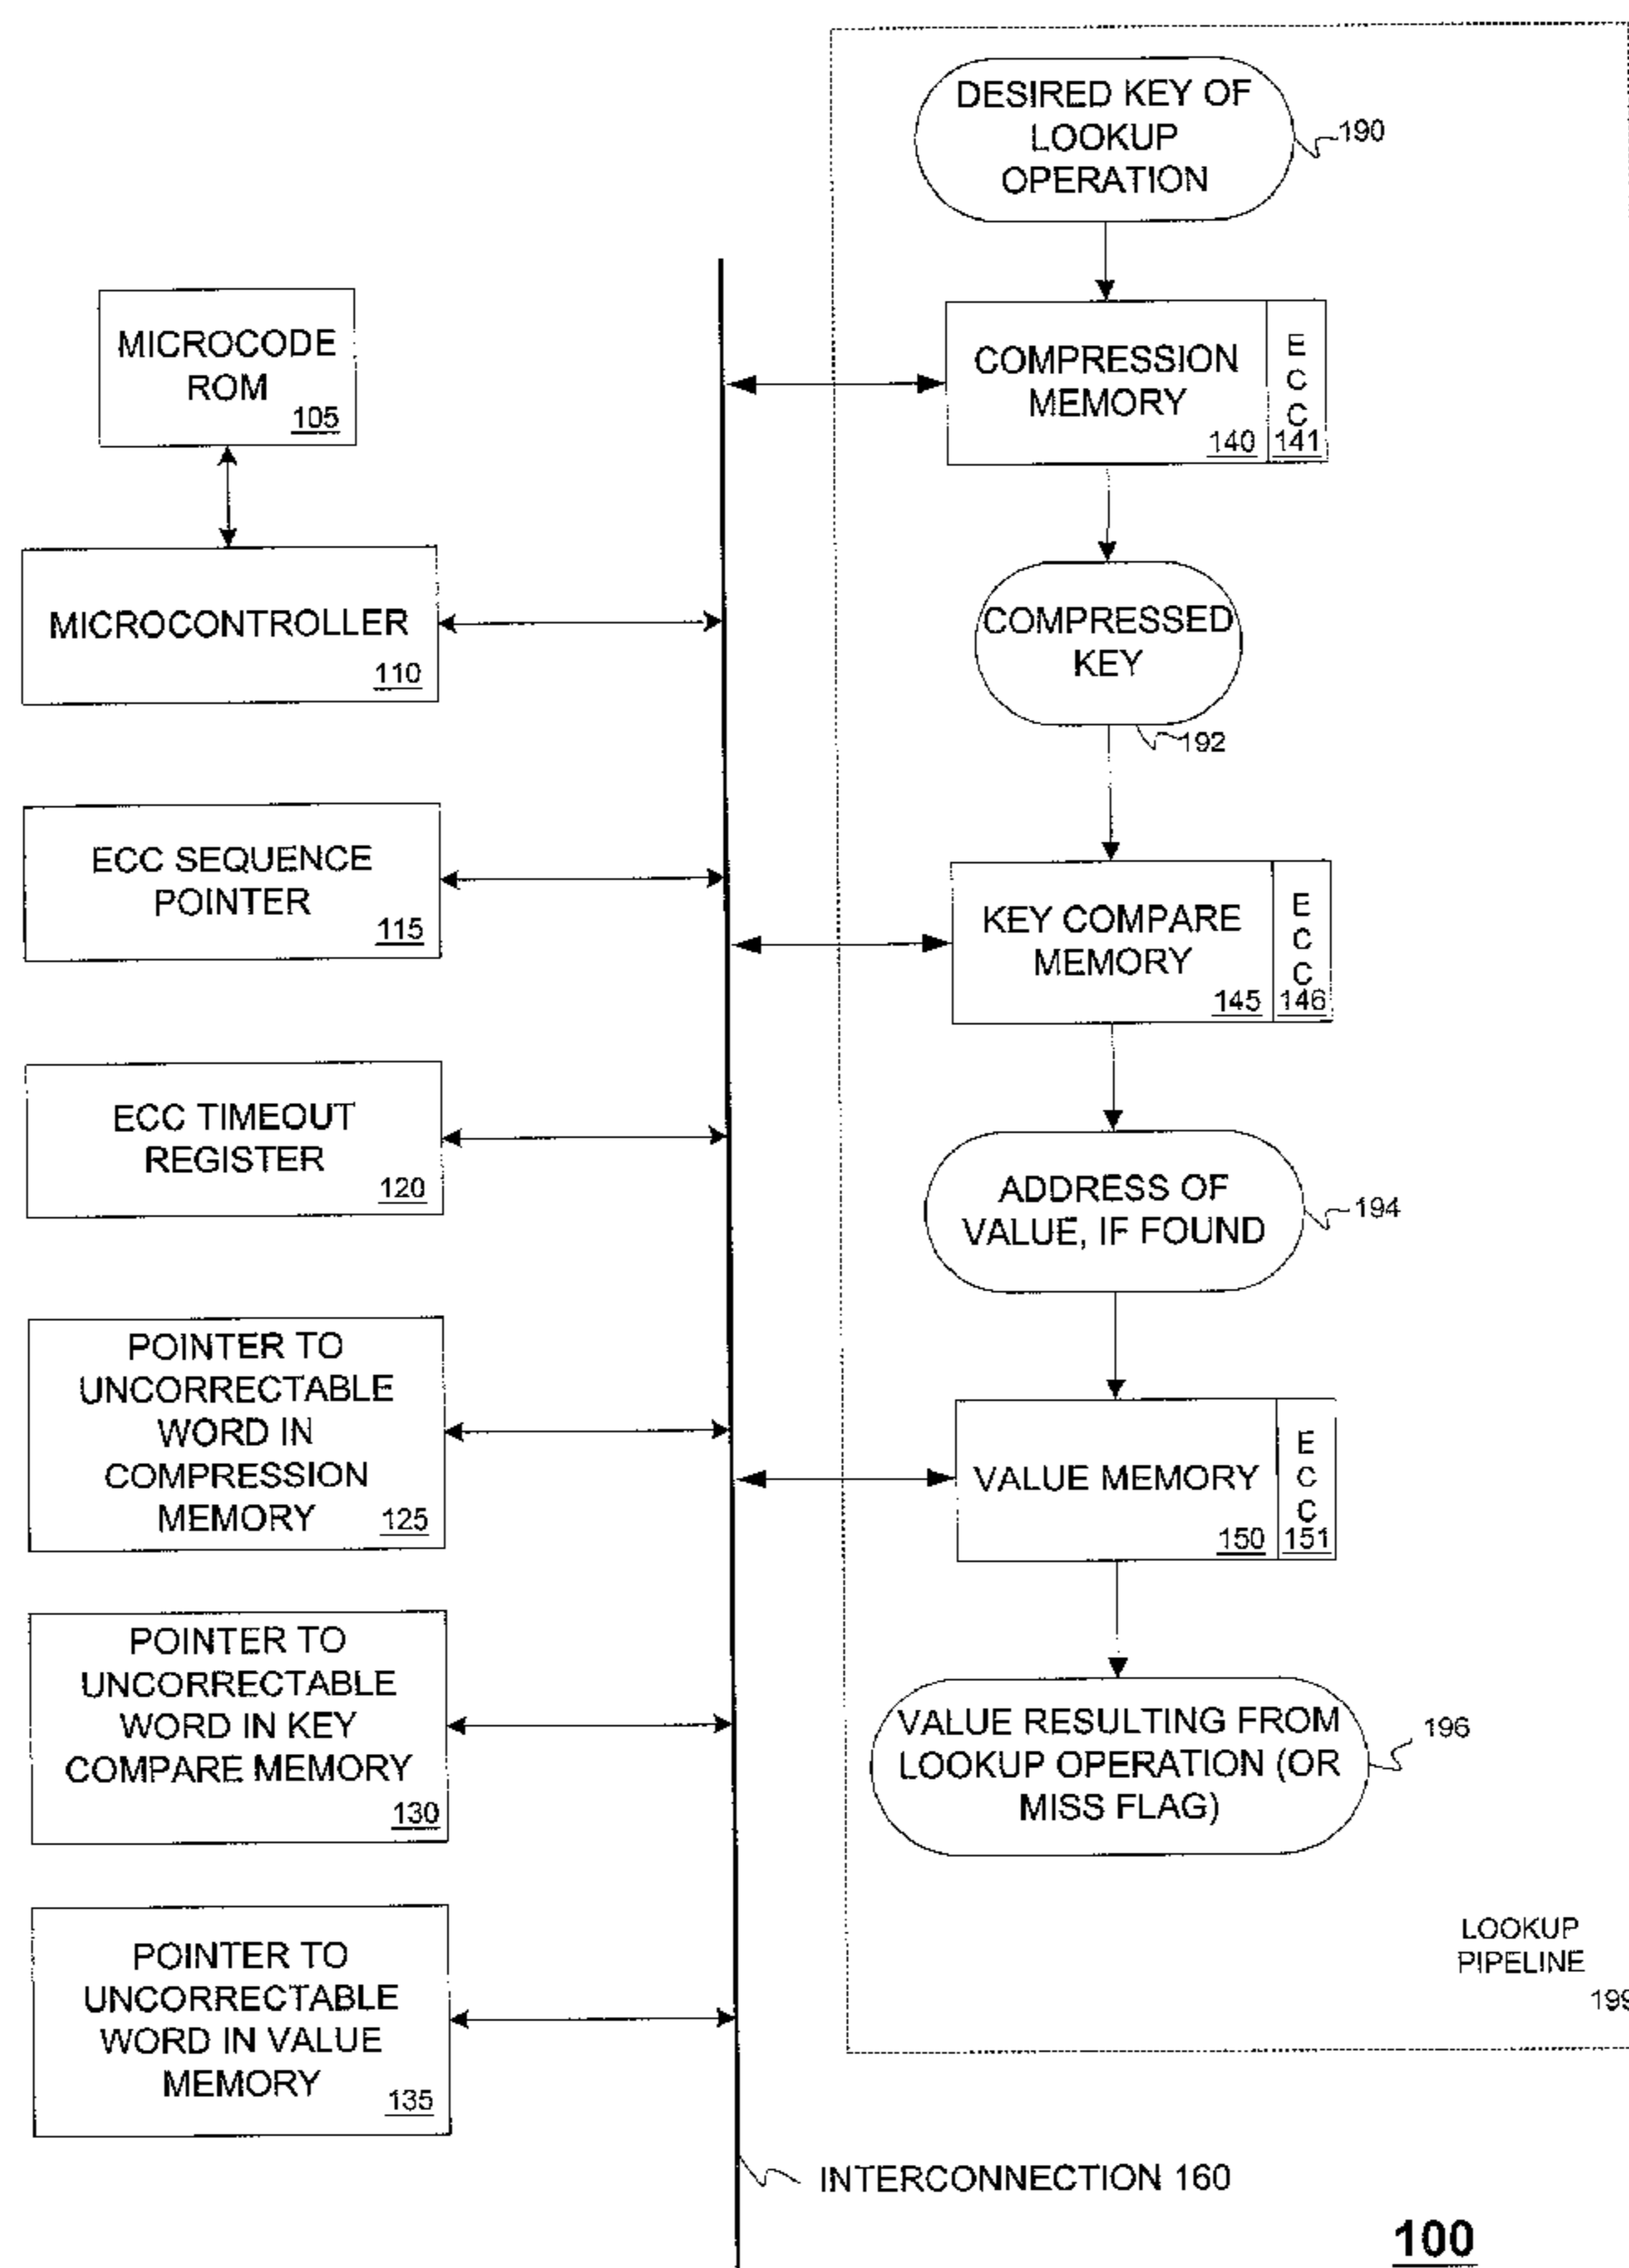 DESIRED KEY OF
LOOKUP
OPERATION
190
MICROCODE
ROM
105
COMPRESSION
MEMORY
140
E
C
C
141
MICROCONTROLLER
110
COMPRESSED
KEY
192
ECC SEQUENCE
POINTER
115
KEY COMPARE
MEMORY
145
E
C
C
146
ECC TIMEOUT
REGISTER
120
ADDRESS OF
VALUE, IF FOUND
194
POINTER TO
UNCORRECTABLE
WORD IN
COMPRESSION
MEMORY
125
VALUE MEMORY
150
E
C
C
151
POINTER TO
UNCORRECTABLE
WORD IN KEY
COMPARE MEMORY
130
VALUE RESULTING FROM
LOOKUP OPERATION (OR
MISS FLAG)
196
POINTER TO
UNCORRECTABLE
WORD IN VALUE
MEMORY
135
LOOKUP
PIPELINE
199
INTERCONNECTION 160
100